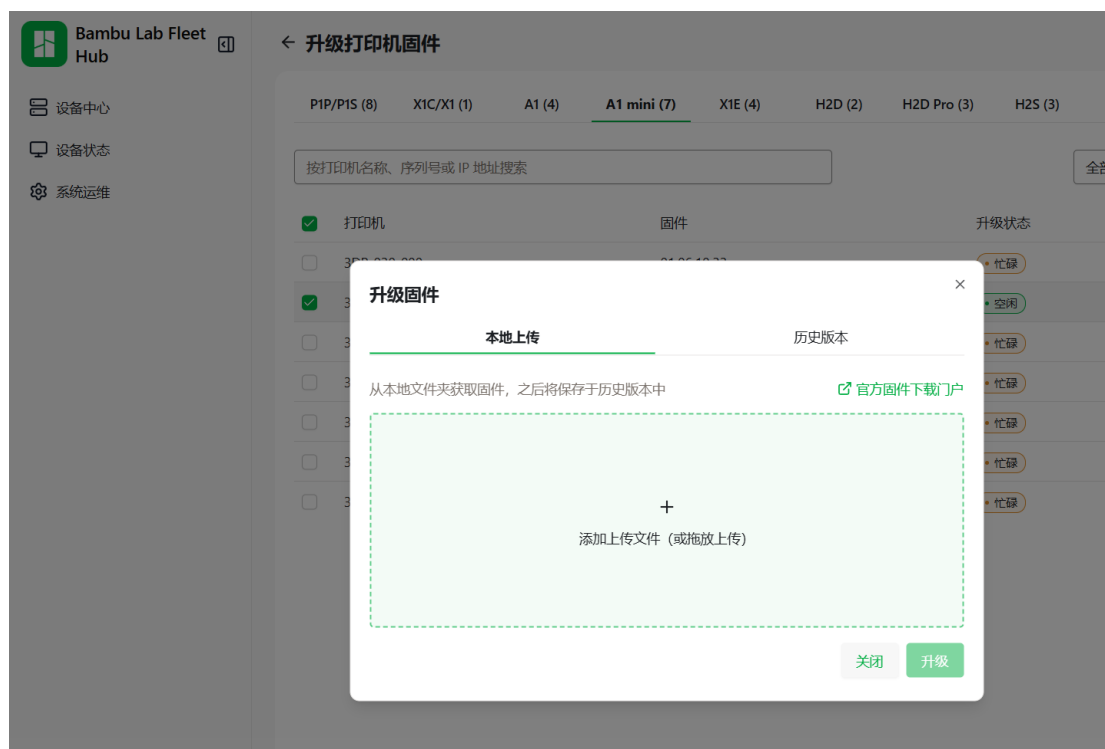 Bambu Lab Fleet
Hub
设备中心
设备状态
系统运维
升级打印机固件
P1P/P1S (8) X1C/X1 (1) A1 (4) A1 mini (7) X1E (4) H2D (2) H2D Pro (3) H2S (3)
按打印机名称、序列号或 IP 地址搜索
打印机 固件 升级状态
忙碌
空闲
忙碌
忙碌
忙碌
忙碌
忙碌
升级固件
本地上传 历史版本
从本地文件夹获取固件，之后将保存于历史版本中 官方固件下载门户
添加上传文件（或拖放上传）
关闭 升级